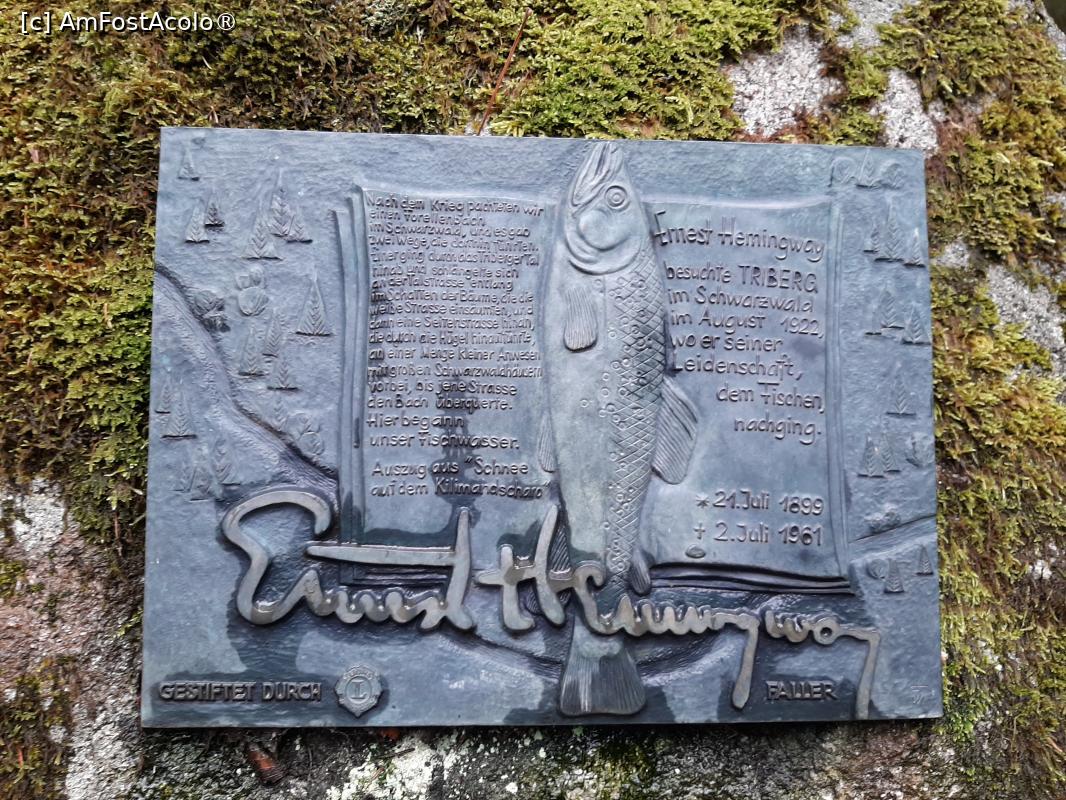 [c] AmFostAcolo®
Nach dem Krieg pachteten wir
einen Forellenbach
im Schwarzwald, und es gab
zwei Wege, die dorthin führten.
Einer ging durch das Triberger Tal
hinab und schlängelte sich
an der Talstrasse entlang
im Schatten der Bäume, die die
weiße Strasse einsäumten, und
dann eine Seitenstrasse hinan,
die durch die Hügel hinaufführte,
an einer Menge kleiner Anwesen
mit großen Schwarzwaldhäusern
vorbei, bis jene Strasse
den Bach überquerte.
Hier begann
unser Fischwasser.
Auszug aus "Schnee
auf dem Kilimandscharo"
Ernest Hemingway
besuchte TRIBERG
im Schwarzwald
im August 1922,
wo er seiner
Leidenschaft,
dem Fischen,
nachging.
* 21. Juli 1899
† 2. Juli 1961
Ernest Hemingway
GESTIFTET DURCH
L
FALLER